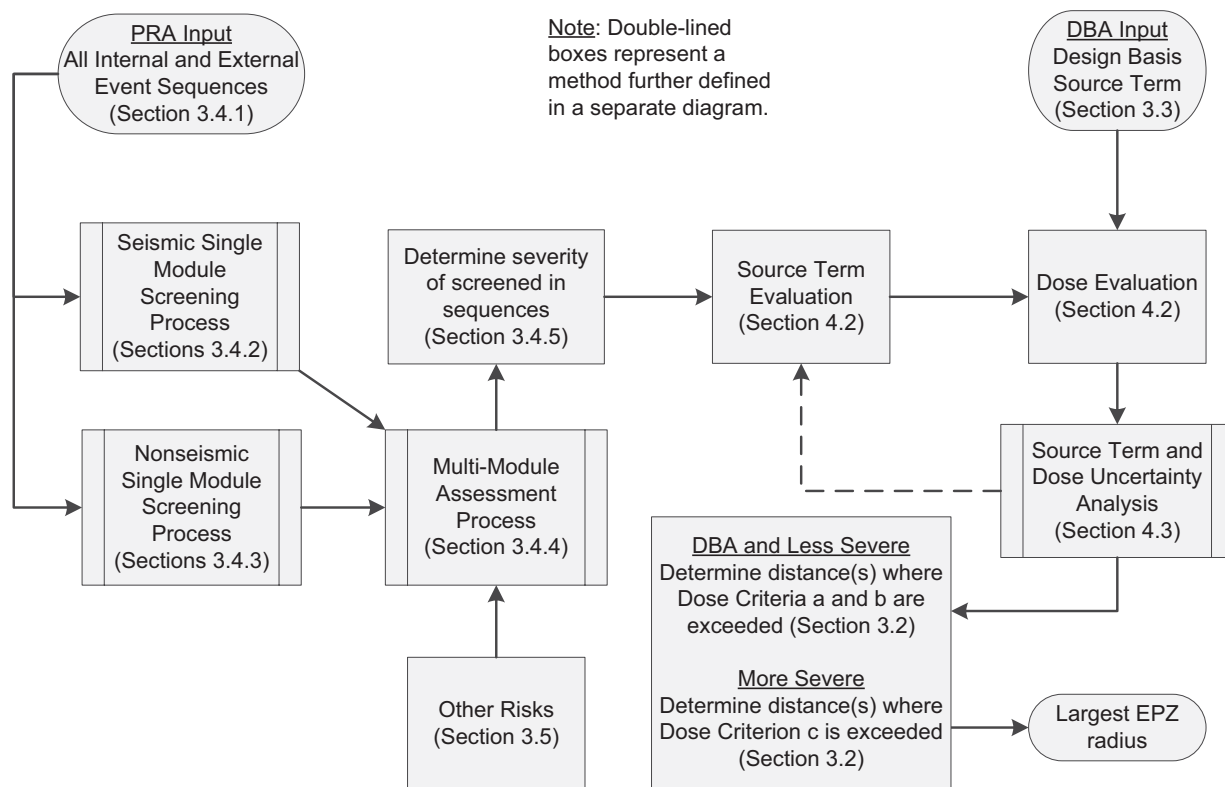 PRA Input
All Internal and External
Event Sequences
(Section 3.4.1)
Note: Double-lined
boxes represent a
method further defined
in a separate diagram.
DBA Input
Design Basis
Source Term
(Section 3.3)
Seismic Single
Module
Screening
Process
(Sections 3.4.2)
Determine severity
of screened in
sequences
(Section 3.4.5)
Source Term
Evaluation
(Section 4.2)
Dose Evaluation
(Section 4.2)
Nonseismic
Single Module
Screening
Process
(Sections 3.4.3)
Multi-Module
Assessment
Process
(Section 3.4.4)
Source Term and
Dose Uncertainty
Analysis
(Section 4.3)
DBA and Less Severe
Determine distance(s) where
Dose Criteria a and b are
exceeded (Section 3.2)
More Severe
Determine distance(s) where
Dose Criterion c is exceeded
(Section 3.2)
Other Risks
(Section 3.5)
Largest EPZ
radius